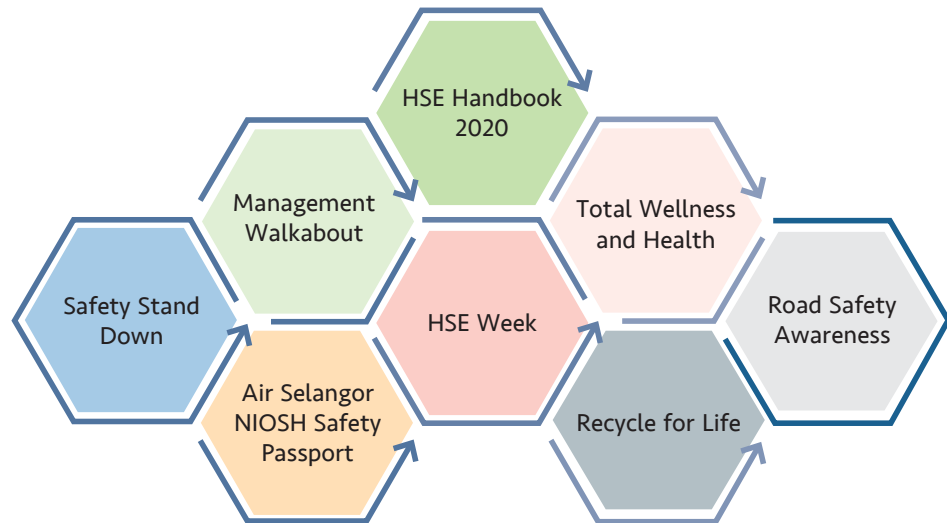 HSE Handbook
2020
Management
Walkabout
Total Wellness
and Health
Safety Stand
Down
HSE Week
Road Safety
Awareness
Air Selangor
NIOSH Safety
Passport
Recycle for Life